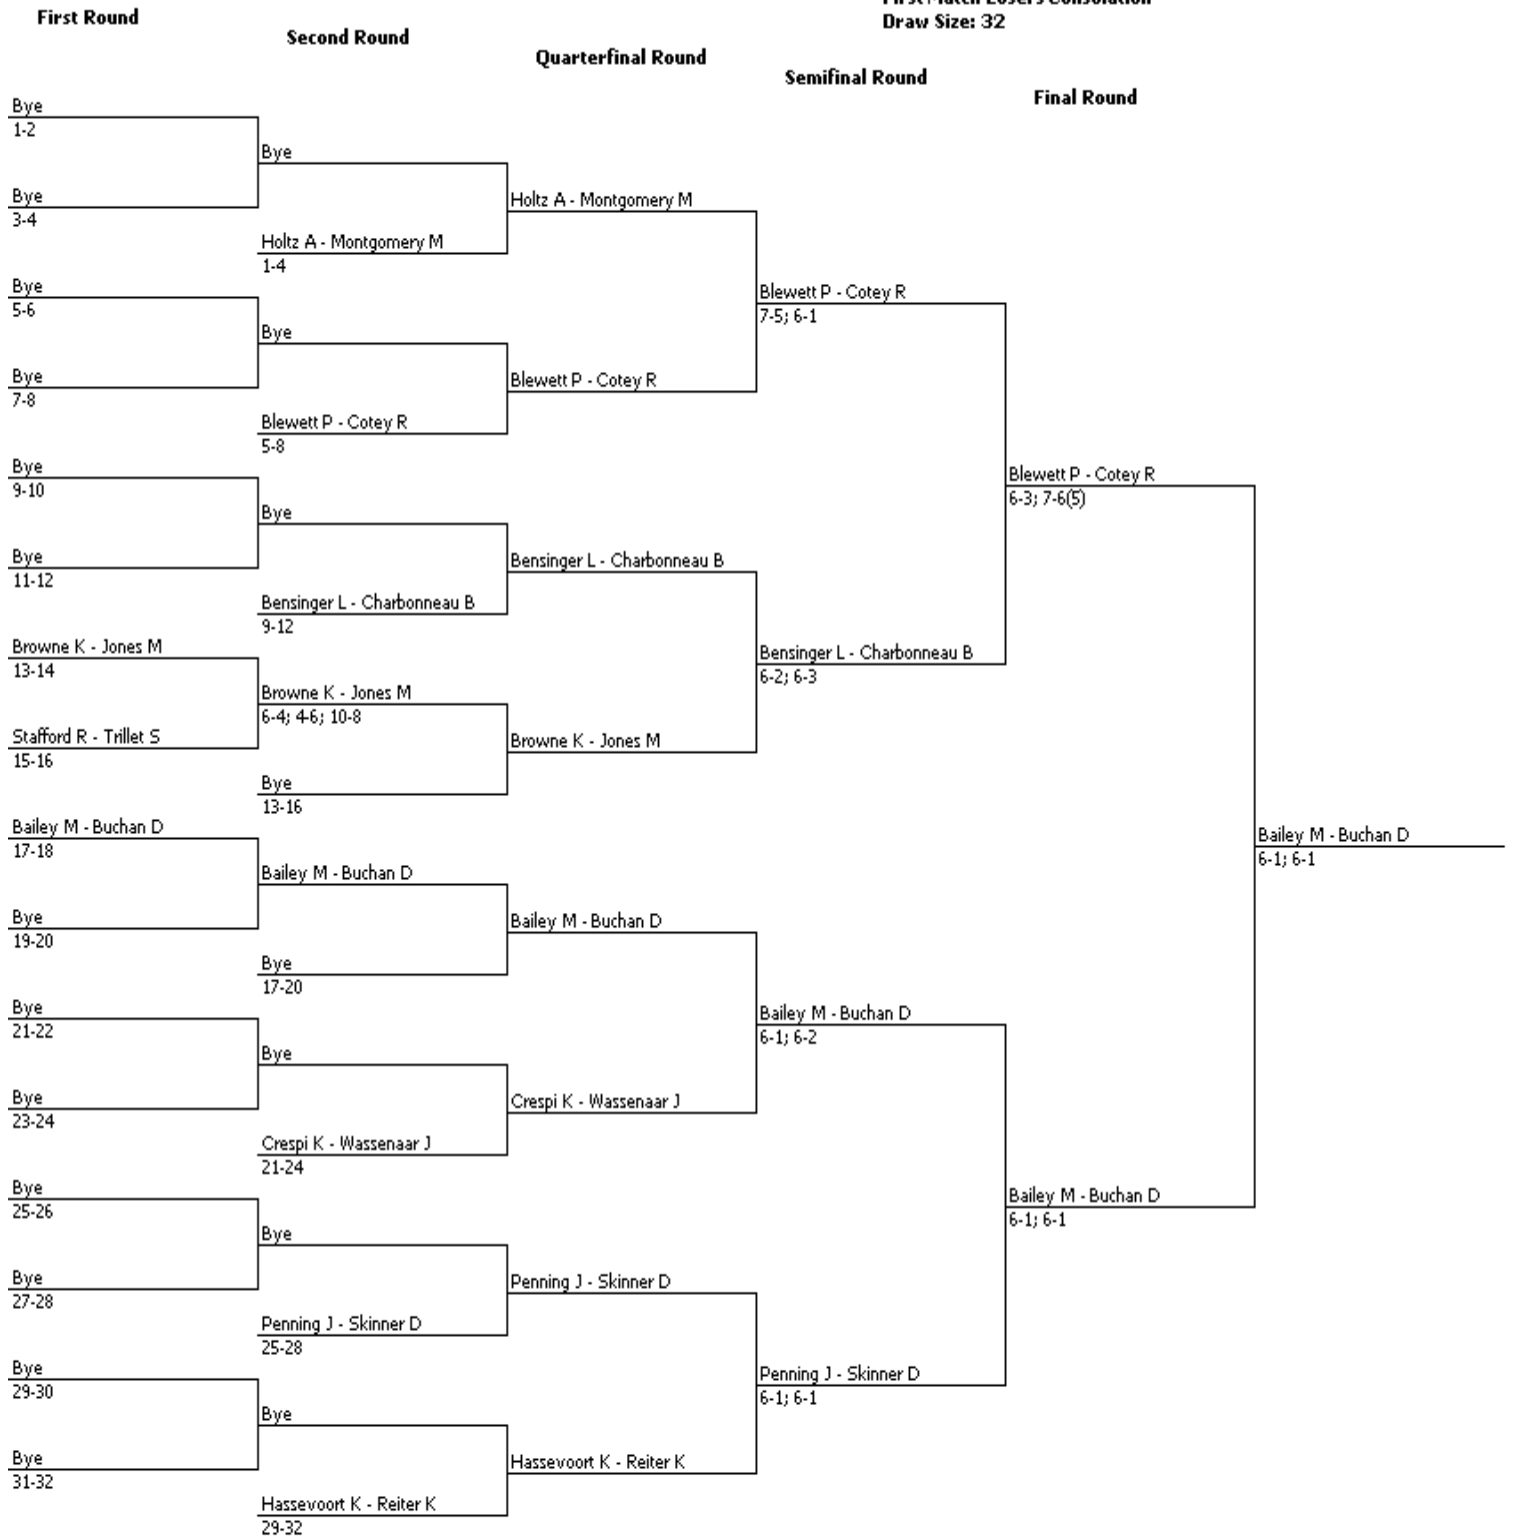 First Match Losers Consolation
Draw Size: 32
First Round
Second Round
Quarterfinal Round
Semifinal Round
Final Round
Bye
1-2
Bye
3-4
Bye
5-6
Bye
7-8
Bye
9-10
Bye
11-12
Browne K - Jones M
13-14
Stafford R - Trillet S
15-16
Bailey M - Buchan D
17-18
Bye
19-20
Bye
21-22
Bye
23-24
Bye
25-26
Bye
27-28
Bye
29-30
Bye
31-32
Bye
Holtz A - Montgomery M
1-4
Bye
Blewett P - Cotey R
5-8
Bye
Bensinger L - Charbonneau B
9-12
Browne K - Jones M
6-4; 4-6; 10-8
Bye
13-16
Bailey M - Buchan D
Bye
17-20
Bye
Crespi K - Wassenaar J
21-24
Bye
Penning J - Skinner D
25-28
Bye
Hassevoort K - Reiter K
29-32
Holtz A - Montgomery M
Blewett P - Cotey R
Bensinger L - Charbonneau B
Browne K - Jones M
Bailey M - Buchan D
Crespi K - Wassenaar J
Penning J - Skinner D
Hassevoort K - Reiter K
Blewett P - Cotey R
7-5; 6-1
Bensinger L - Charbonneau B
6-2; 6-3
Bailey M - Buchan D
6-1; 6-2
Penning J - Skinner D
6-1; 6-1
Blewett P - Cotey R
6-3; 7-6(5)
Bailey M - Buchan D
6-1; 6-1
Bailey M - Buchan D
6-1; 6-1